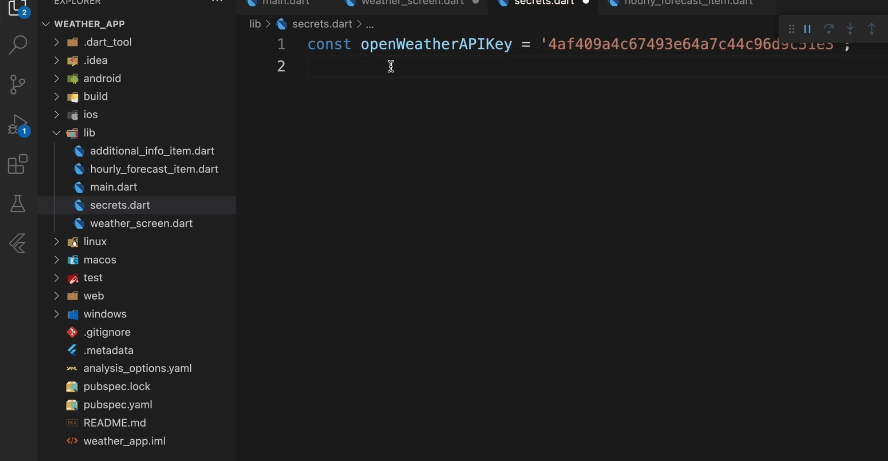 EXPLORER
main.dart
weather_screen.dart
secrets.dart
hourly_forecast_item.dart
WEATHER_APP
lib > secrets.dart > ...
.dart_tool
1 const openWeatherAPIKey =
.idea
2
android
build
ios
lib
additional_info_item.dart
hourly_forecast_item.dart
main.dart
secrets.dart
weather_screen.dart
linux
macos
test
web
windows
.gitignore
.metadata
analysis_options.yaml
pubspec.lock
pubspec.yaml
README.md
weather_app.iml
2
1